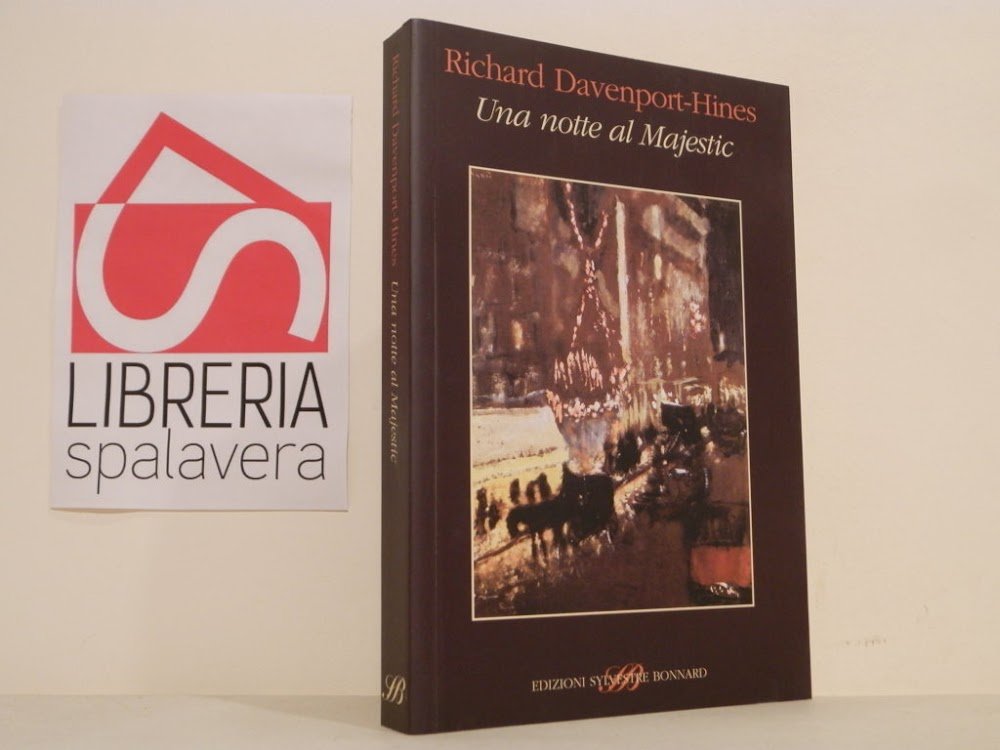 LIBRERIA
spalavera
Richard Davenport-Hines Una notte al Majestic
SB
Richard Davenport-Hines
Una notte al Majestic
EDIZIONI SYLVESTRE BONNARD